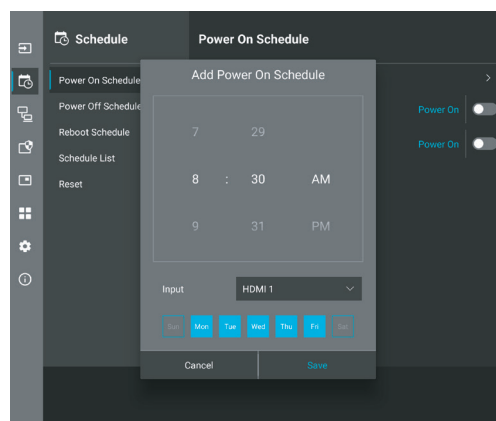 Schedule
Power On Schedule
Power On Schedule
Power Off Schedule
Reboot Schedule
Schedule List
Reset
Add Power On Schedule
7 29
8 : 30 AM
9 31 PM
Input HDMI 1
Sun Mon Tue Wed Thu Fri Sat
Cancel Save
Power On
Power On